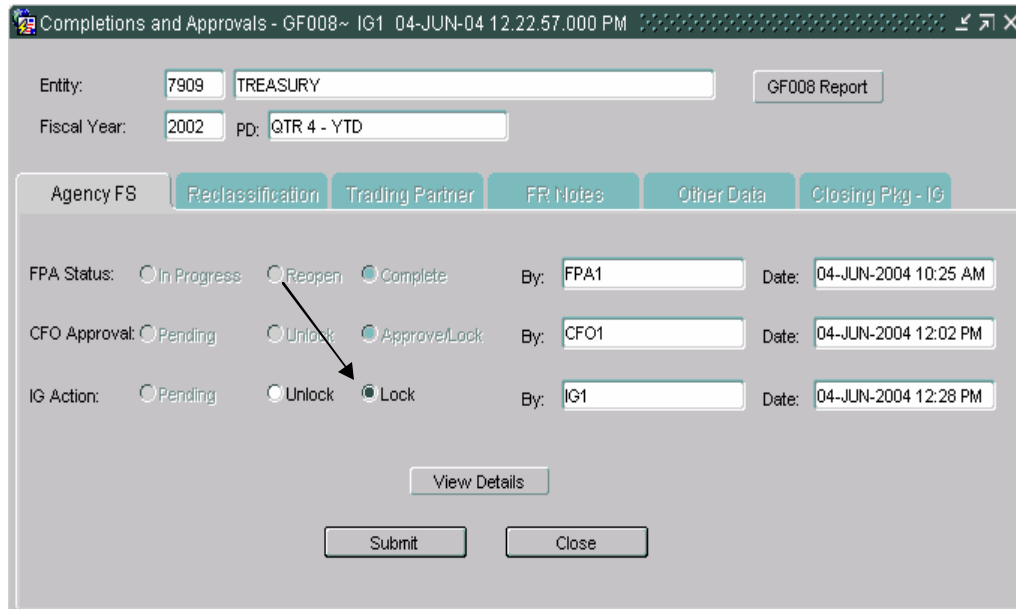 Completions and Approvals - GF008~ IG1 04-JUN-04 12.22.57.000 PM
Entity: 7909 TREASURY GF008 Report
Fiscal Year: 2002 PD: QTR 4 - YTD
Agency FS Reclassification Trading Partner FR Notes Other Data Closing Pkg - IG
FPA Status: In Progress Reopen Complete By: FPA1 Date: 04-JUN-2004 10:25 AM
CFO Approval: Pending Unlock Approve/Lock By: CFO1 Date: 04-JUN-2004 12:02 PM
IG Action: Pending Unlock Lock By: IG1 Date: 04-JUN-2004 12:28 PM
View Details
Submit Close